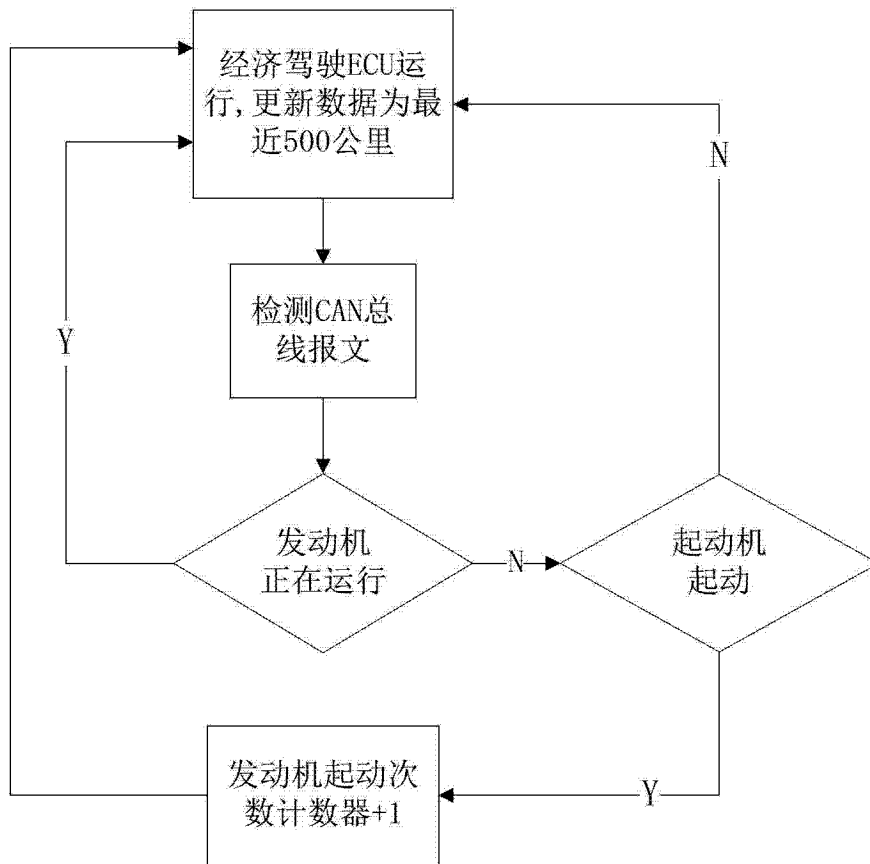 经济驾驶ECU运
行,更新数据为最
近500公里
N
检测CAN总
线报文
Y
发动机
正在运行
N
起动机
起动
发动机起动次
数计数器+1
Y